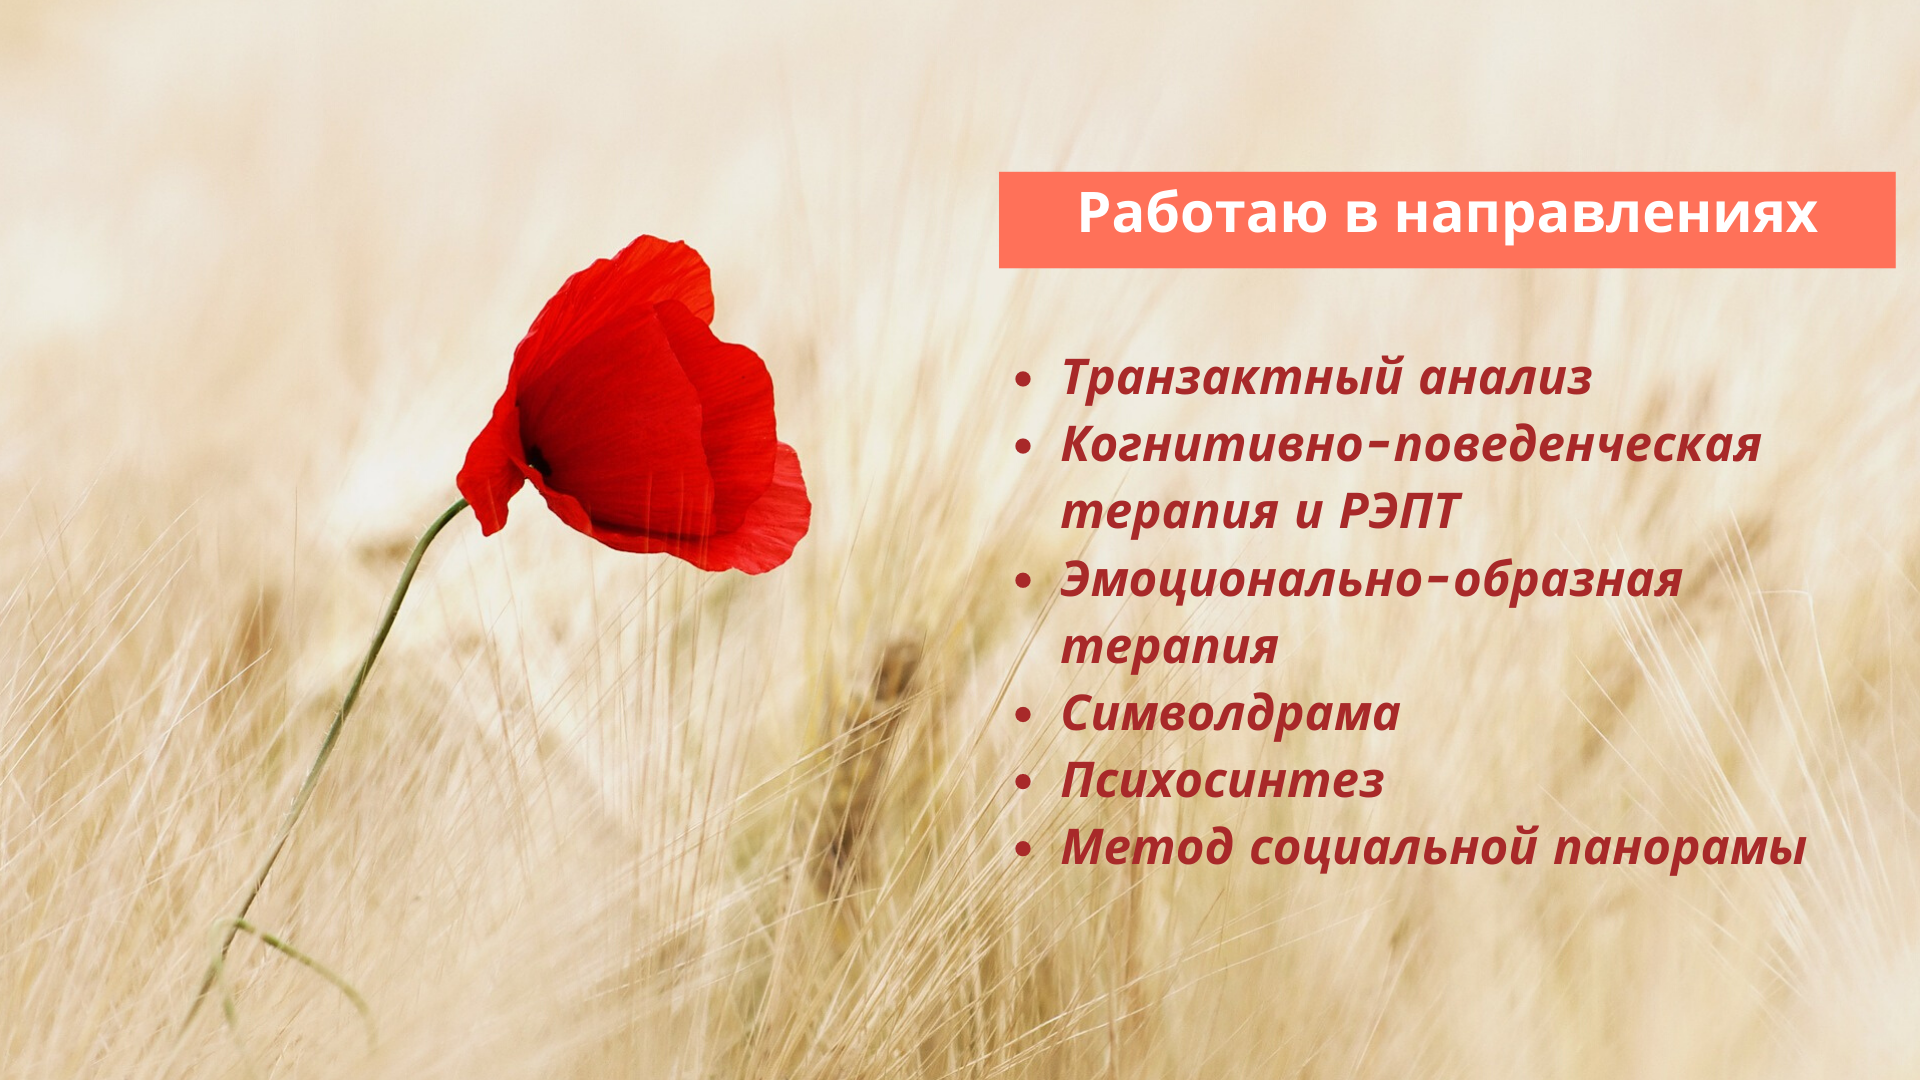 Работаю в направлениях
• Транзактный анализ
• Когнитивно-поведенческая
терапия и РЭПТ
• Эмоционально-образная
терапия
• Символдрама
• Психосинтез
• Метод социальной панорамы